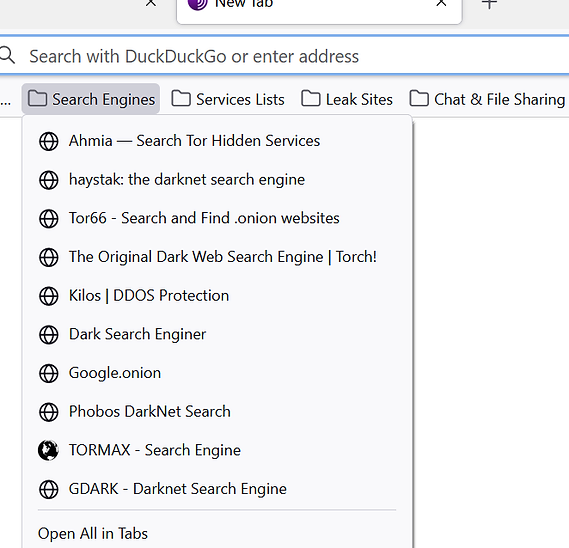 New Tab
Search with DuckDuckGo or enter address
... Search Engines Services Lists Leak Sites Chat & File Sharing
Ahmia — Search Tor Hidden Services
haystak: the darknet search engine
Tor66 - Search and Find .onion websites
The Original Dark Web Search Engine | Torch!
Kilos | DDOS Protection
Dark Search Enginer
Google.onion
Phobos DarkNet Search
TORMAX - Search Engine
GDARK - Darknet Search Engine
Open All in Tabs